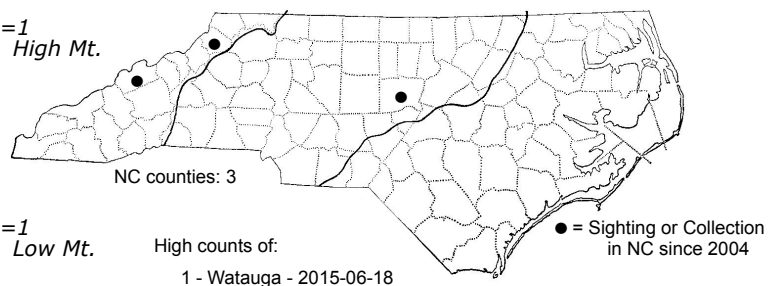 =1
High Mt.
NC counties: 3
=1
Low Mt.
High counts of:
1 - Watauga - 2015-06-18
● = Sighting or Collection
in NC since 2004